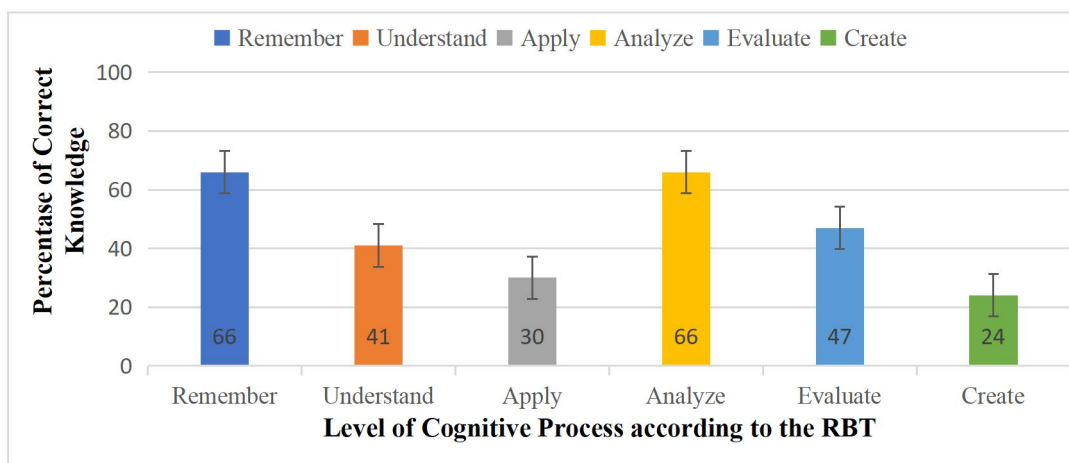 Remember Understand Apply Analyze Evaluate Create
Percentase of Correct
Knowledge
100
80
60
40
20
0
66 41 30 66 47 24
Remember Understand Apply Analyze Evaluate Create
Level of Cognitive Process according to the RBT